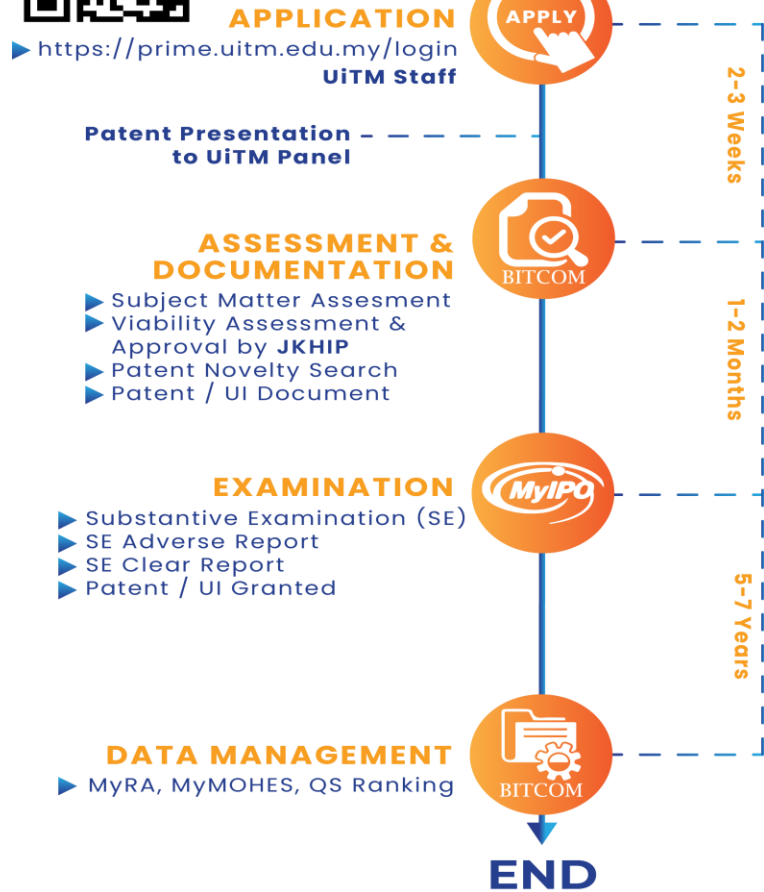 APPLICATION
https://prime.uitm.edu.my/login
UiTM Staff
APPLY
2-3 Weeks
Patent Presentation
to UiTM Panel
ASSESSMENT &
DOCUMENTATION
Subject Matter Assesment
Viability Assessment &
Approval by JKHIP
Patent Novelty Search
Patent / UI Document
BITCOM
1-2 Months
EXAMINATION
Substantive Examination (SE)
SE Adverse Report
SE Clear Report
Patent / UI Granted
MyIPO
5-7 Years
DATA MANAGEMENT
MyRA, MyMOHES, QS Ranking
BITCOM
END